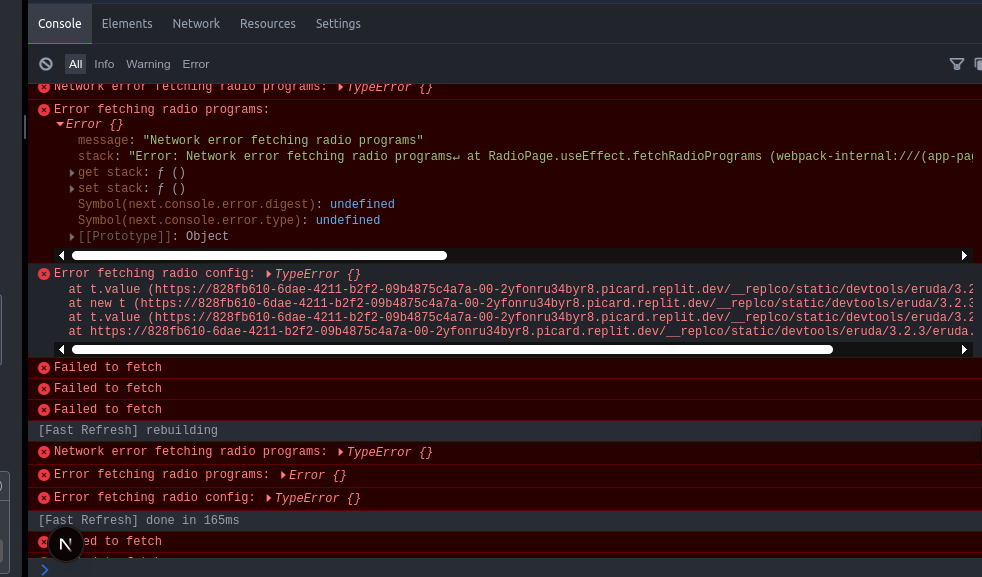 Console Elements Network Resources Settings
All Info Warning Error
Network error fetching radio programs: TypeError {}
Error fetching radio programs:
Error {}
message: "Network error fetching radio programs"
stack: "Error: Network error fetching radio programs↵ at RadioPage.useEffect.fetchRadioPrograms (webpack-internal:///(app-pag
get stack: ƒ ()
set stack: ƒ ()
Symbol(next.console.error.digest): undefined
Symbol(next.console.error.type): undefined
[[Prototype]]: Object
Error fetching radio config: TypeError {}
at t.value (https://828fb610-6dae-4211-b2f2-09b4875c4a7a-00-2yfonru34byr8.picard.replit.dev/__replco/static/devtools/eruda/3.2
at new t (https://828fb610-6dae-4211-b2f2-09b4875c4a7a-00-2yfonru34byr8.picard.replit.dev/__replco/static/devtools/eruda/3.2.3
at t.value (https://828fb610-6dae-4211-b2f2-09b4875c4a7a-00-2yfonru34byr8.picard.replit.dev/__replco/static/devtools/eruda/3.2
at https://828fb610-6dae-4211-b2f2-09b4875c4a7a-00-2yfonru34byr8.picard.replit.dev/__replco/static/devtools/eruda/3.2.3/eruda.
Failed to fetch
Failed to fetch
Failed to fetch
[Fast Refresh] rebuilding
Network error fetching radio programs: TypeError {}
Error fetching radio programs: Error {}
Error fetching radio config: TypeError {}
[Fast Refresh] done in 165ms
N ed to fetch